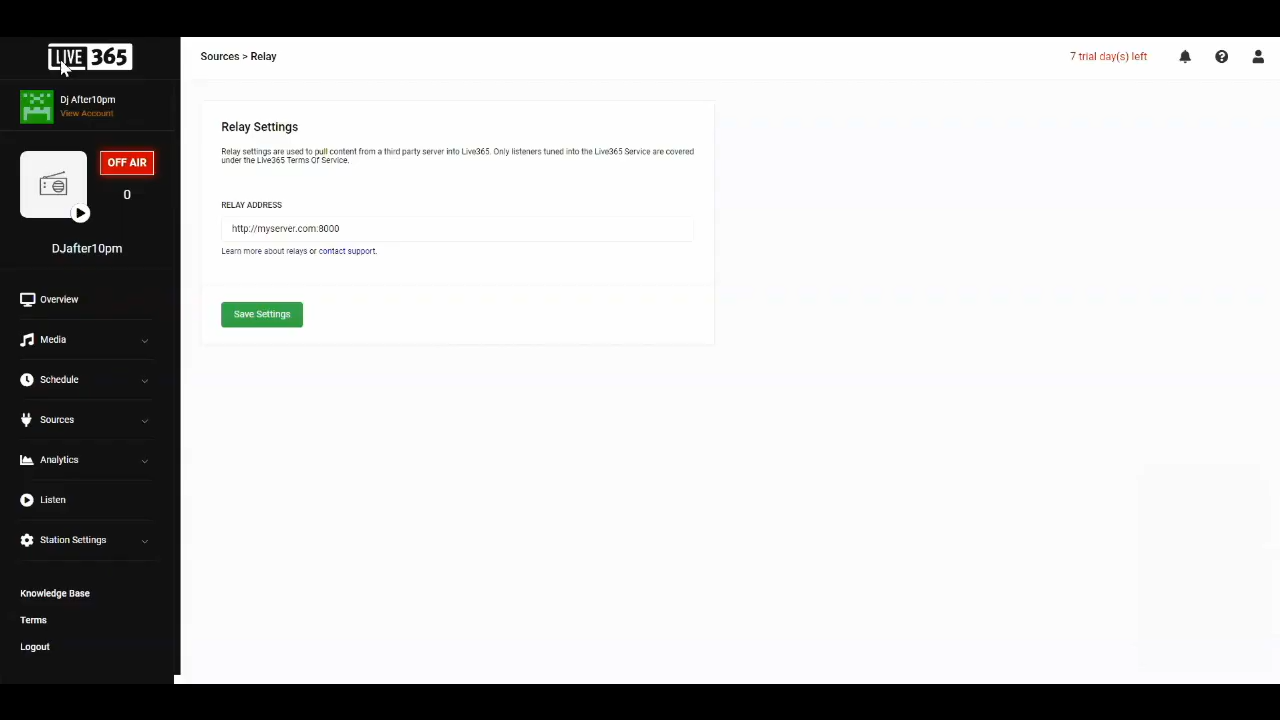 LIVE 365
Sources > Relay
7 trial day(s) left
Dj After10pm
View Account
OFF AIR
0
DJafter10pm
Overview
Media
Schedule
Sources
Analytics
Listen
Station Settings
Knowledge Base
Terms
Logout
Relay Settings
Relay settings are used to pull content from a third party server into Live365. Only listeners tuned into the Live365 Service are covered
under the Live365 Terms Of Service.
RELAY ADDRESS
http://myserver.com:8000
Learn more about relays or contact support.
Save Settings